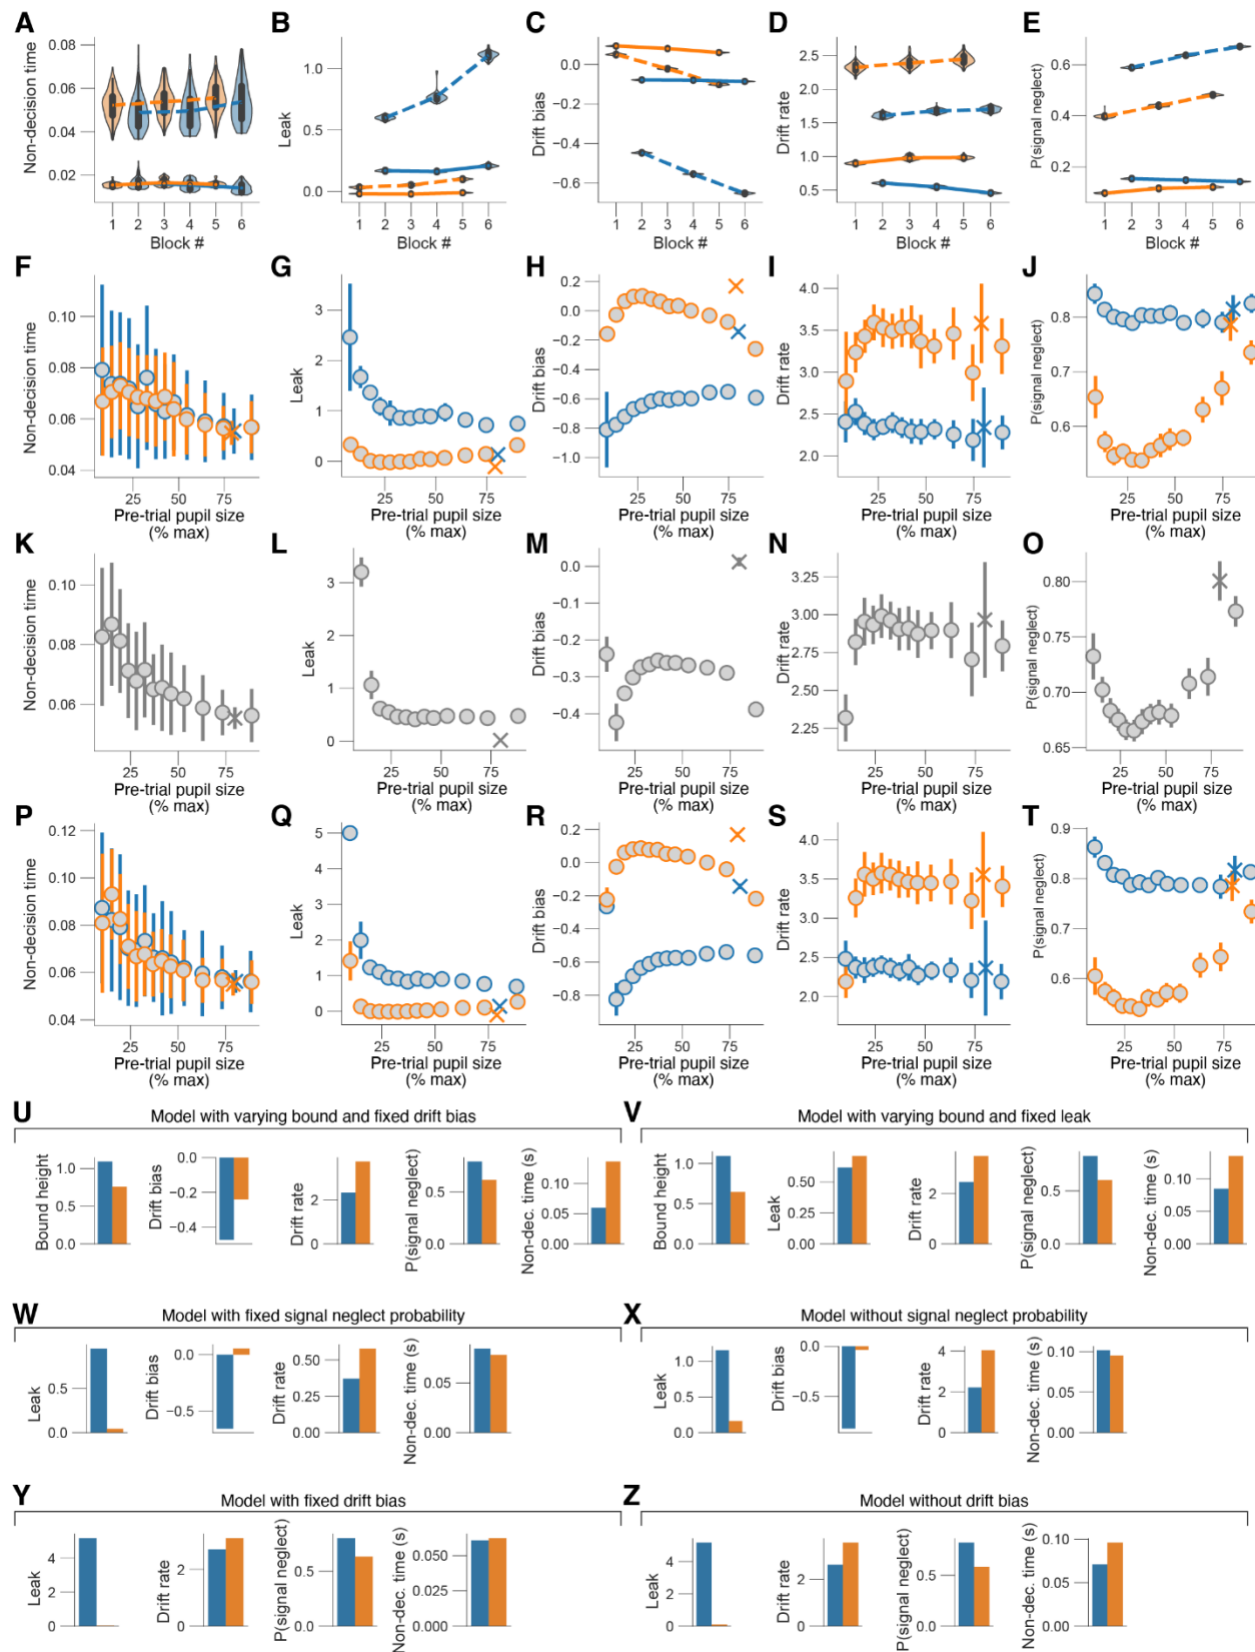 A B C D E
0.08
0.06
0.04
0.02
Non-decision time
1 2 3 4 5 6
Block #
1.0
0.5
0.0
Leak
1 2 3 4 5 6
Block #
0.0
−0.2
−0.4
−0.6
Drift bias
1 2 3 4 5 6
Block #
2.5
2.0
1.5
1.0
0.5
Drift rate
1 2 3 4 5 6
Block #
0.6
0.4
0.2
P(signal neglect)
1 2 3 4 5 6
Block #
F G H I J
0.10
0.08
0.06
0.04
Non-decision time
25 50 75
Pre-trial pupil size
(% max)
3
2
1
0
Leak
25 50 75
Pre-trial pupil size
(% max)
0.2
0.0
−0.2
−0.4
−0.6
−0.8
−1.0
Drift bias
25 50 75
Pre-trial pupil size
(% max)
4.0
3.5
3.0
2.5
2.0
Drift rate
25 50 75
Pre-trial pupil size
(% max)
0.8
0.7
0.6
P(signal neglect)
25 50 75
Pre-trial pupil size
(% max)
K L M N O
0.10
0.08
0.06
Non-decision time
25 50 75
Pre-trial pupil size
(% max)
3
2
1
0
Leak
25 50 75
Pre-trial pupil size
(% max)
0.0
−0.1
−0.2
−0.3
−0.4
Drift bias
25 50 75
Pre-trial pupil size
(% max)
3.25
3.00
2.75
2.50
2.25
Drift rate
25 50 75
Pre-trial pupil size
(% max)
0.80
0.75
0.70
0.65
P(signal neglect)
25 50 75
Pre-trial pupil size
(% max)
P Q R S T
0.12
0.10
0.08
0.06
0.04
Non-decision time
25 50 75
Pre-trial pupil size
(% max)
5
4
3
2
1
0
Leak
25 50 75
Pre-trial pupil size
(% max)
0.2
0.0
−0.2
−0.4
−0.6
−0.8
Drift bias
25 50 75
Pre-trial pupil size
(% max)
4.0
3.5
3.0
2.5
2.0
Drift rate
25 50 75
Pre-trial pupil size
(% max)
0.9
0.8
0.7
0.6
P(signal neglect)
25 50 75
Pre-trial pupil size
(% max)
U Model with varying bound and fixed drift bias
1.0
0.5
0.0
Bound height
0.0
−0.2
−0.4
Drift bias
2
0
Drift rate
0.5
0.0
P(signal neglect)
0.10
0.05
0.00
Non-dec. time (s)
V Model with varying bound and fixed leak
1.0
0.5
0.0
Bound height
0.50
0.25
0.00
Leak
2
0
Drift rate
0.5
0.0
P(signal neglect)
0.10
0.05
0.00
Non-dec. time (s)
W Model with fixed signal neglect probability
0.5
0.0
Leak
0.0
−0.5
Drift bias
0.50
0.25
0.00
Drift rate
0.05
0.00
Non-dec. time (s)
X Model without signal neglect probability
1.0
0.5
0.0
Leak
0.0
−0.5
Drift bias
4
2
0
Drift rate
0.10
0.05
0.00
Non-dec. time (s)
Y Model with fixed drift bias
4
2
0
Leak
2
0
Drift rate
0.5
0.0
P(signal neglect)
0.050
0.025
0.000
Non-dec. time (s)
Z Model without drift bias
4
2
0
Leak
2
0
Drift rate
0.5
0.0
P(signal neglect)
0.10
0.05
0.00
Non-dec. time (s)